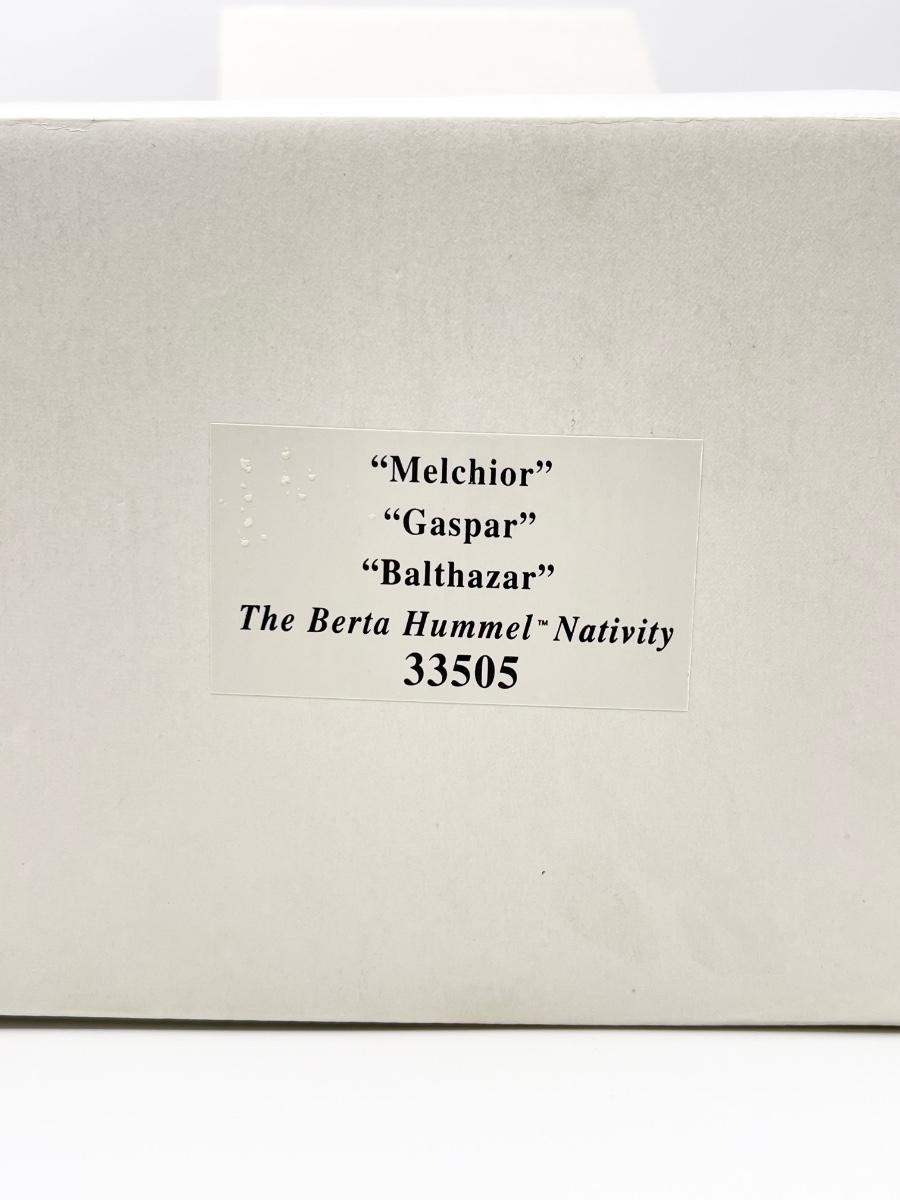 “Melchior”
“Gaspar”
“Balthazar”
The Berta Hummel™ Nativity
33505